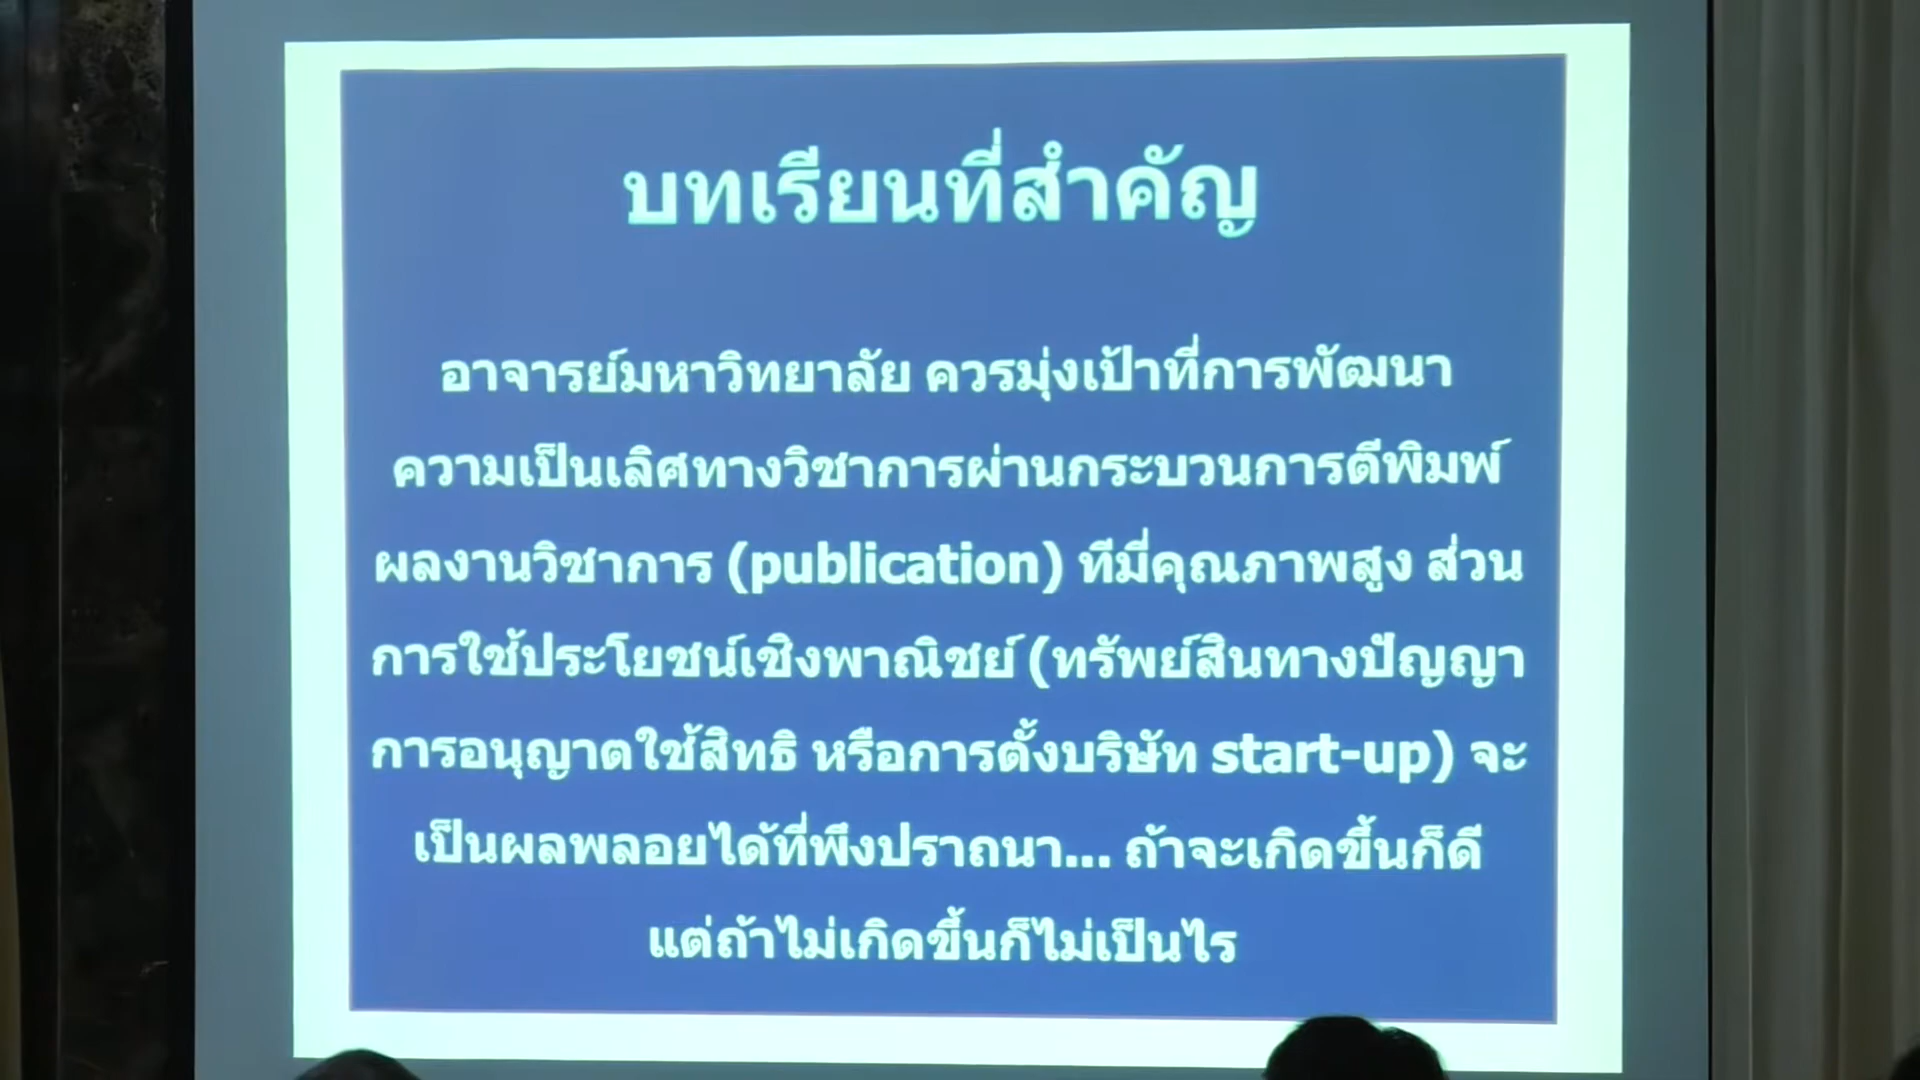 บทเรียนที่สำคัญ
อาจารย์มหาวิทยาลัย ควรมุ่งเป้าที่การพัฒนา
ความเป็นเลิศทางวิชาการผ่านกระบวนการตีพิมพ์
ผลงานวิชาการ (publication) ที่มีคุณภาพสูง ส่วน
การใช้ประโยชน์เชิงพาณิชย์ (ทรัพย์สินทางปัญญา
การอนุญาตใช้สิทธิ หรือการตั้งบริษัท start-up) จะ
เป็นผลพลอยได้ที่พึงปราถนา... ถ้าจะเกิดขึ้นก็ดี
แต่ถ้าไม่เกิดขึ้นก็ไม่เป็นไร